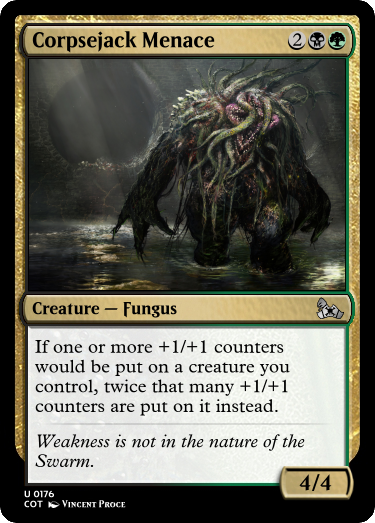 Corpsejack Menace 2
Creature — Fungus
If one or more +1/+1 counters
would be put on a creature you
control, twice that many +1/+1
counters are put on it instead.
Weakness is not in the nature of the
Swarm.
4/4
U 0176
COT Vincent Proce